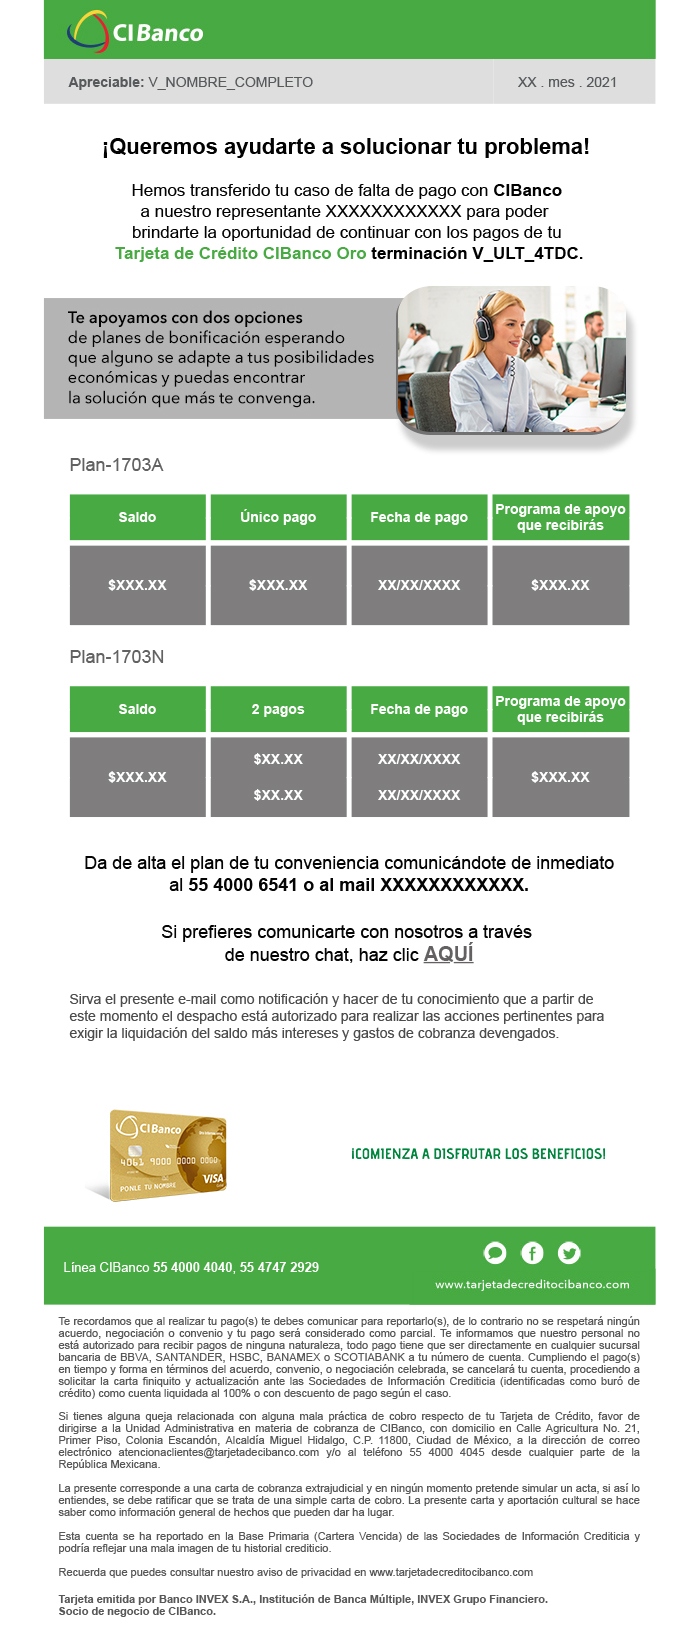 CIBanco
Apreciable: V_NOMBRE_COMPLETO
XX . mes . 2021
¡Queremos ayudarte a solucionar tu problema!
Hemos transferido tu caso de falta de pago con CIBanco
a nuestro representante XXXXXXXXXXXX para poder
brindarte la oportunidad de continuar con los pagos de tu
Tarjeta de Crédito CIBanco Oro terminación V_ULT_4TDC.
Te apoyamos con dos opciones
de planes de bonificación esperando
que alguno se adapte a tus posibilidades
económicas y puedas encontrar
la solución que más te convenga.
Plan-1703A
Saldo
Único pago
Fecha de pago
Programa de apoyo
que recibirás
$XXX.XX
$XXX.XX
XX/XX/XXXX
$XXX.XX
Plan-1703N
Saldo
2 pagos
Fecha de pago
Programa de apoyo
que recibirás
$XXX.XX
$XX.XX
$XX.XX
XX/XX/XXXX
XX/XX/XXXX
$XXX.XX
Da de alta el plan de tu conveniencia comunicándote de inmediato
al 55 4000 6541 o al mail XXXXXXXXXXXX.
Si prefieres comunicarte con nosotros a través
de nuestro chat, haz clic AQUÍ
Sirva el presente e-mail como notificación y hacer de tu conocimiento que a partir de
este momento el despacho está autorizado para realizar las acciones pertinentes para
exigir la liquidación del saldo más intereses y gastos de cobranza devengados.
CIBanco
4061 9000 0000 0000
PONLE TU NOMBRE
VISA
¡COMIENZA A DISFRUTAR LOS BENEFICIOS!
Línea CIBanco 55 4000 4040, 55 4747 2929
www.tarjetadecreditocibanco.com
Te recordamos que al realizar tu pago(s) te debes comunicar para reportarlo(s), de lo contrario no se respetará ningún
acuerdo, negociación o convenio y tu pago será considerado como parcial. Te informamos que nuestro personal no
está autorizado para recibir pagos de ninguna naturaleza, todo pago tiene que ser directamente en cualquier sucursal
bancaria de BBVA, SANTANDER, HSBC, BANAMEX o SCOTIABANK a tu número de cuenta. Cumpliendo el pago(s)
en tiempo y forma en términos del acuerdo, convenio, o negociación celebrada, se cancelará tu cuenta, procediendo a
solicitar la carta finiquito y actualización ante las Sociedades de Información Crediticia (identificadas como buró de
crédito) como cuenta liquidada al 100% o con descuento de pago según el caso.
Si tienes alguna queja relacionada con alguna mala práctica de cobro respecto de tu Tarjeta de Crédito, favor de
dirigirse a la Unidad Administrativa en materia de cobranza de CIBanco, con domicilio en Calle Agricultura No. 21,
Primer Piso, Colonia Escandón, Alcaldía Miguel Hidalgo, C.P. 11800, Ciudad de México, a la dirección de correo
electrónico atencionaclientes@tarjetadecibanco.com y/o al teléfono 55 4000 4045 desde cualquier parte de la
República Mexicana.
La presente corresponde a una carta de cobranza extrajudicial y en ningún momento pretende simular un acta, si así lo
entiendes, se debe ratificar que se trata de una simple carta de cobro. La presente carta y aportación cultural se hace
saber como información general de hechos que pueden dar ha lugar.
Esta cuenta se ha reportado en la Base Primaria (Cartera Vencida) de las Sociedades de Información Crediticia y
podría reflejar una mala imagen de tu historial crediticio.
Recuerda que puedes consultar nuestro aviso de privacidad en www.tarjetadecreditocibanco.com
Tarjeta emitida por Banco INVEX S.A., Institución de Banca Múltiple, INVEX Grupo Financiero.
Socio de negocio de CIBanco.